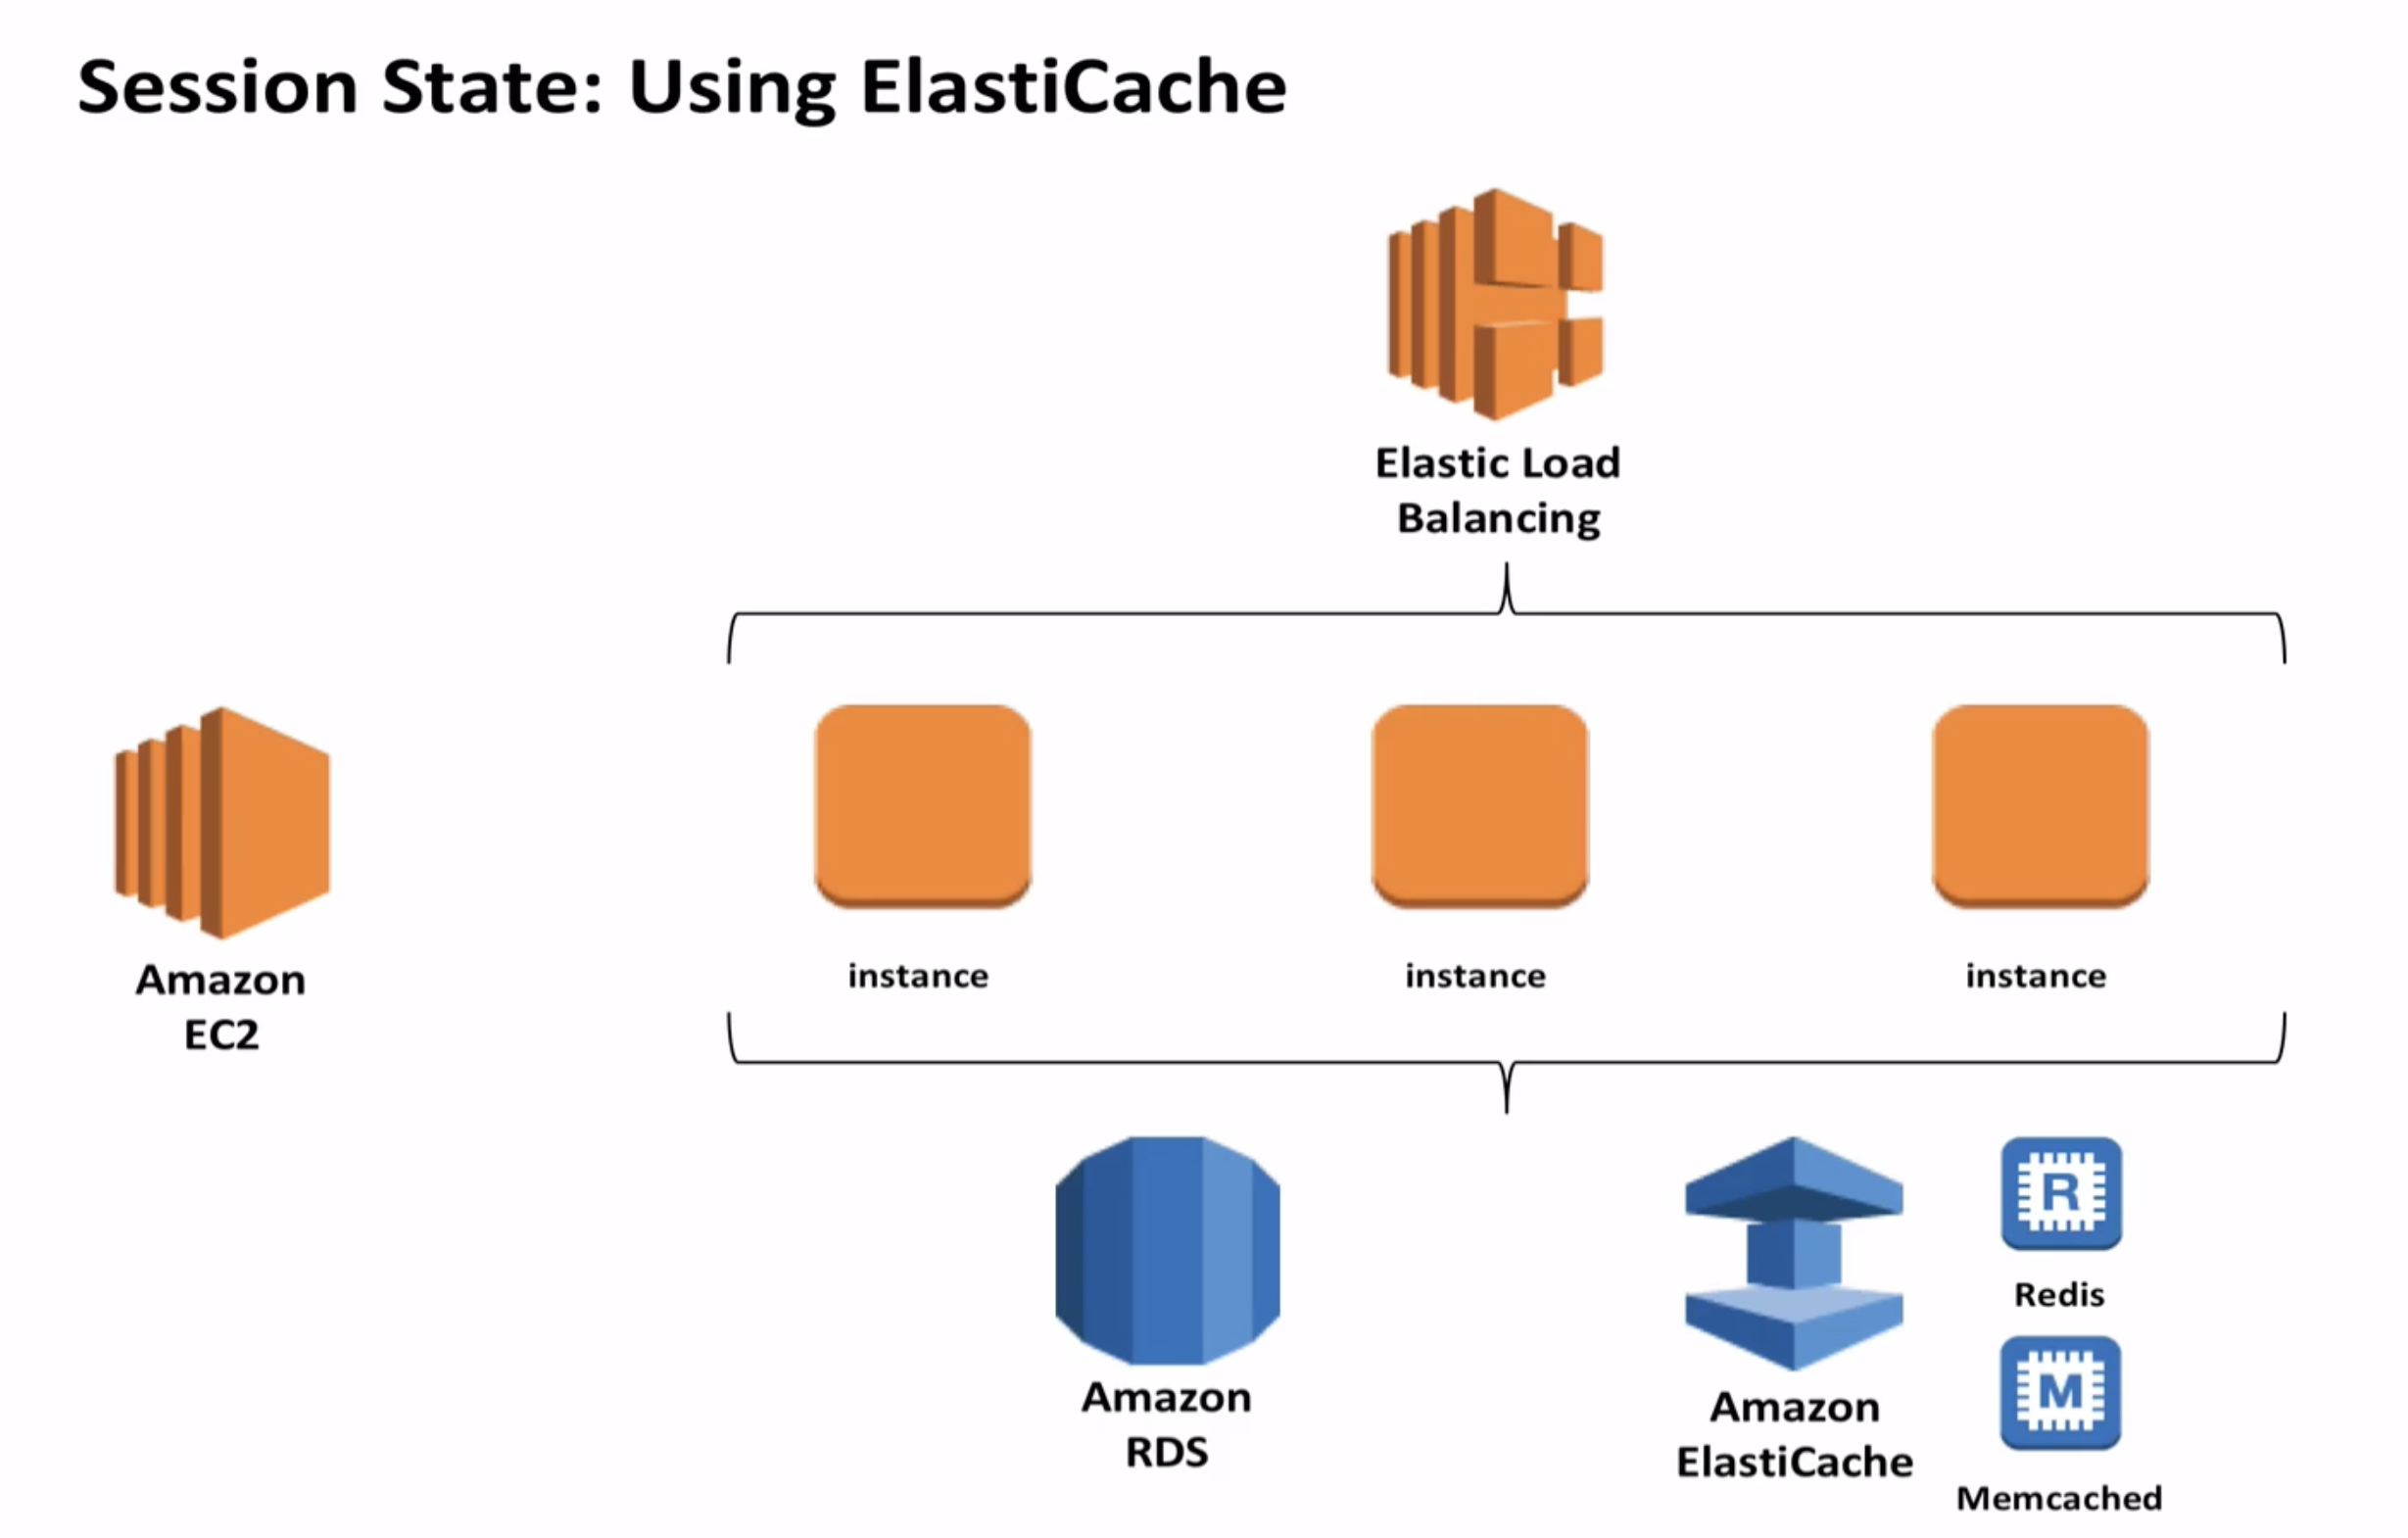 Session State: Using ElastiCache
Elastic Load
Balancing
Amazon
EC2
instance
instance
instance
Amazon
RDS
Amazon
ElastiCache
R
Redis
M
Memcached